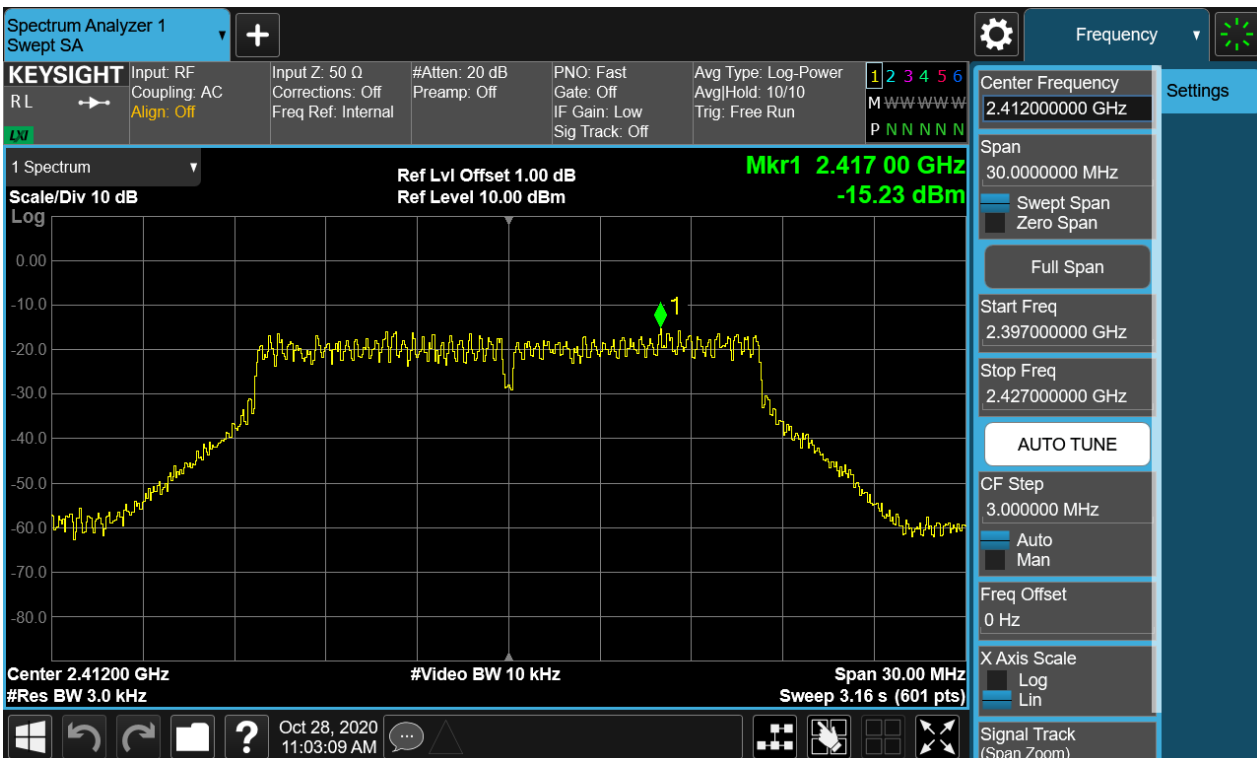 Spectrum Analyzer 1
Swept SA
Frequency
KEYSIGHT
R L
LXI
Input: RF
Coupling: AC
Align: Off
Input Z: 50 Ω
Corrections: Off
Freq Ref: Internal
#Atten: 20 dB
Preamp: Off
PNO: Fast
Gate: Off
IF Gain: Low
Sig Track: Off
Avg Type: Log-Power
Avg|Hold: 10/10
Trig: Free Run
1 2 3 4 5 6
M W W W W W W
P N N N N N
1 Spectrum
Scale/Div 10 dB
Ref Lvl Offset 1.00 dB
Ref Level 10.00 dBm
Mkr1 2.417 00 GHz
-15.23 dBm
Log
0.00
-10.0
-20.0
-30.0
-40.0
-50.0
-60.0
-70.0
-80.0
1
Center 2.41200 GHz
#Res BW 3.0 kHz
#Video BW 10 kHz
Span 30.00 MHz
Sweep 3.16 s (601 pts)
Center Frequency
2.412000000 GHz
Span
30.0000000 MHz
Swept Span
Zero Span
Full Span
Start Freq
2.397000000 GHz
Stop Freq
2.427000000 GHz
AUTO TUNE
CF Step
3.000000 MHz
Auto
Man
Freq Offset
0 Hz
X Axis Scale
Log
Lin
Signal Track
(Span Zoom)
Settings
?
Oct 28, 2020
11:03:09 AM